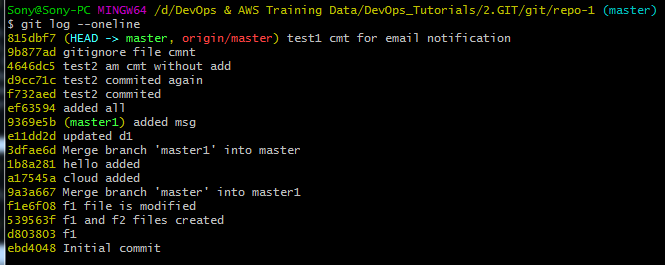 Sony@Sony-PC MINGW64 /d/DevOps & AWS Training Data/DevOps_Tutorials/2.GIT/git/repo-1 (master)
$ git log --oneline
815dbf7 (HEAD -> master, origin/master) test1 cmt for email notification
9b877ad gitignore file cmnt
4646dc5 test2 am cmt without add
d9cc71c test2 commited again
f732aed test2 commited
ef63594 added all
9369e5b (master1) added msg
e11dd2d updated d1
3dfae6d Merge branch 'master1' into master
1b8a281 hello added
a17545a cloud added
9a3a667 Merge branch 'master' into master1
f1e6f08 f1 file is modified
539563f f1 and f2 files created
d803803 f1
ebd4048 Initial commit